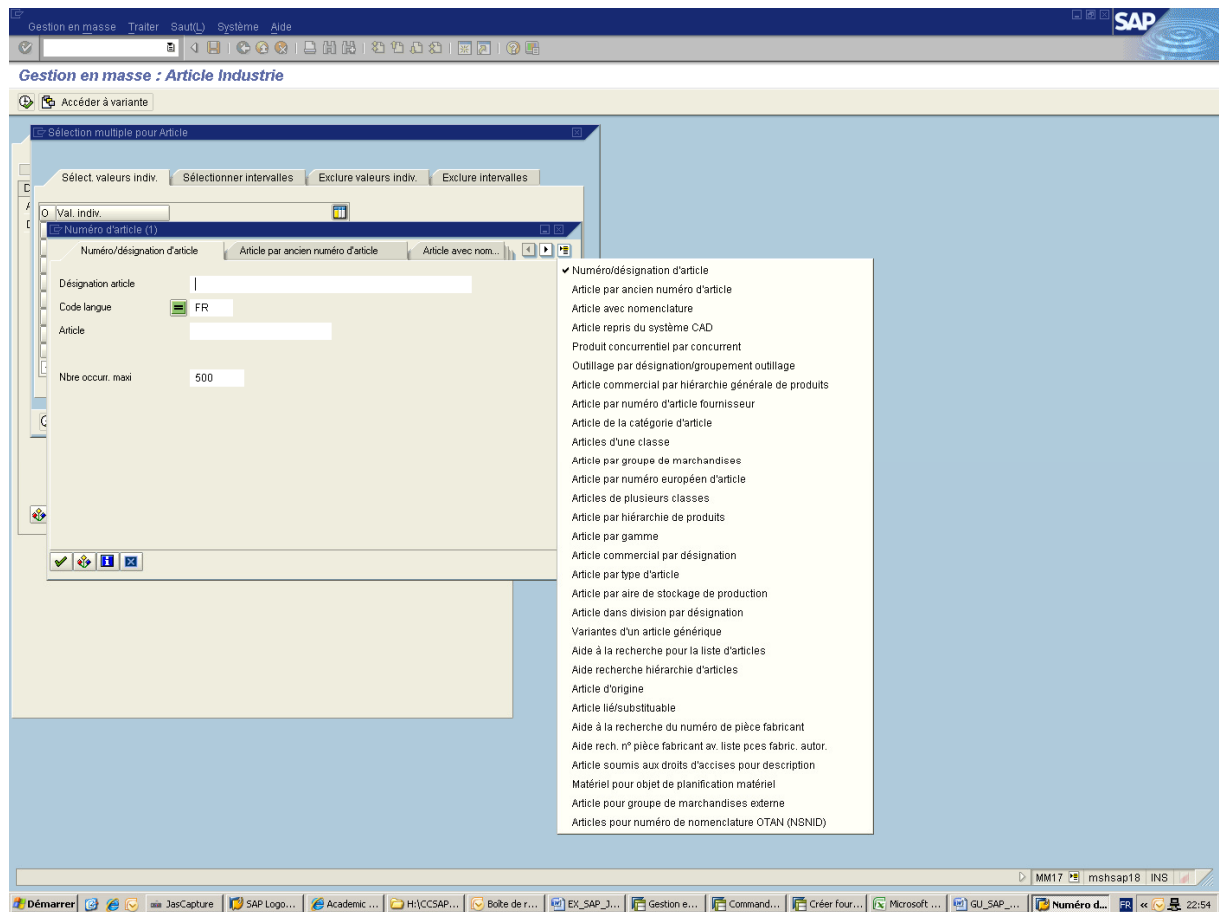 Gestion en masse Traiter Saut(L) Système Aide
SAP
Gestion en masse : Article Industrie
Accéder à variante
Sélection multiple pour Article
Sélect. valeurs indiv. Sélectionner intervalles Exclure valeurs indiv. Exclure intervalles
O Val. indiv.
Numéro d'article (1)
Numéro/désignation d'article Article par ancien numéro d'article Article avec nom...
Désignation article
Code langue = FR
Article
Nbre occurr. maxi 500
Numéro/désignation d'article
Article par ancien numéro d'article
Article avec nomenclature
Article repris du système CAD
Produit concurrentiel par concurrent
Outillage par désignation/groupement outillage
Article commercial par hiérarchie générale de produits
Article par numéro d'article fournisseur
Article de la catégorie d'article
Articles d'une classe
Article par groupe de marchandises
Article par numéro européen d'article
Articles de plusieurs classes
Article par hiérarchie de produits
Article par gamme
Article commercial par désignation
Article par type d'article
Article par aire de stockage de production
Article dans division par désignation
Variantes d'un article générique
Aide à la recherche pour la liste d'articles
Aide recherche hiérarchie d'articles
Article d'origine
Article lié/substituable
Aide à la recherche du numéro de pièce fabricant
Aide rech. n° pièce fabricant av. liste pces fabric. autor.
Article soumis aux droits d'accises pour description
Matériel pour objet de planification matériel
Article pour groupe de marchandises externe
Articles pour numéro de nomenclature OTAN (NSNID)
MM17 mshsap18 INS
Démarrer JasCapture SAP Logo... Academic ... H:\CCSAP... Boîte de r... EX_SAP_J... Gestion e... Command... Créer four... Microsoft ... GU_SAP_... Numéro d... FR « 22:54